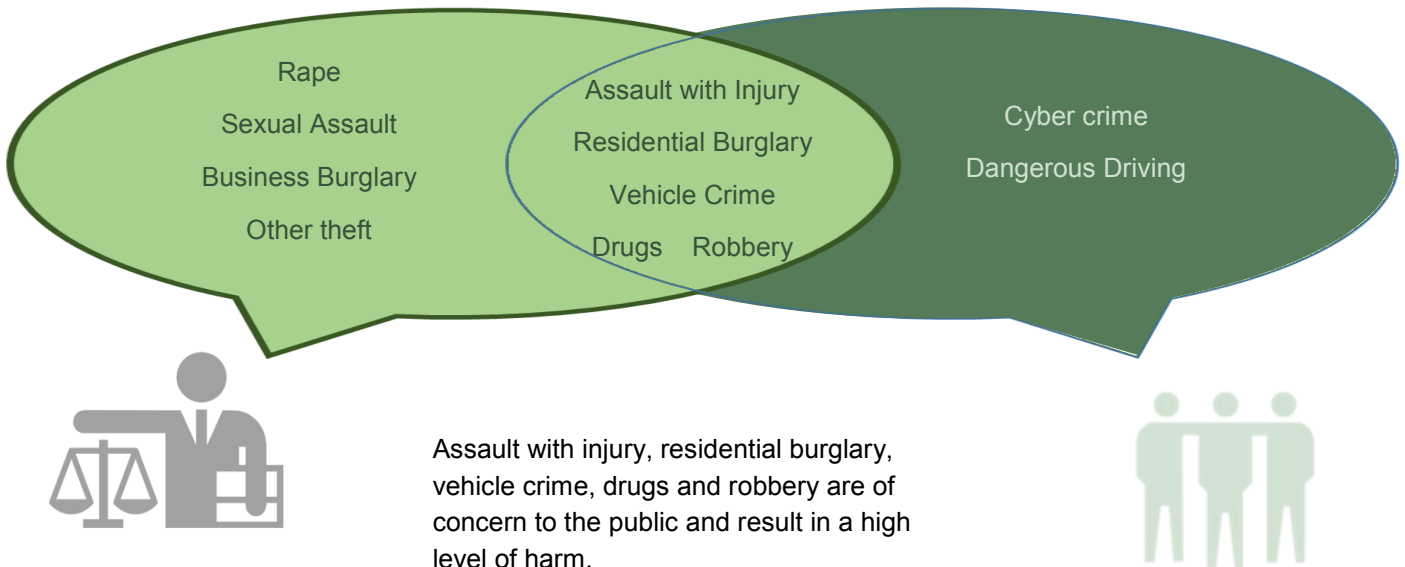 Rape
Sexual Assault
Business Burglary
Other theft
Assault with Injury
Residential Burglary
Vehicle Crime
Drugs Robbery
Cyber crime
Dangerous Driving
Assault with injury, residential burglary,
vehicle crime, drugs and robbery are of
concern to the public and result in a high
level of harm.